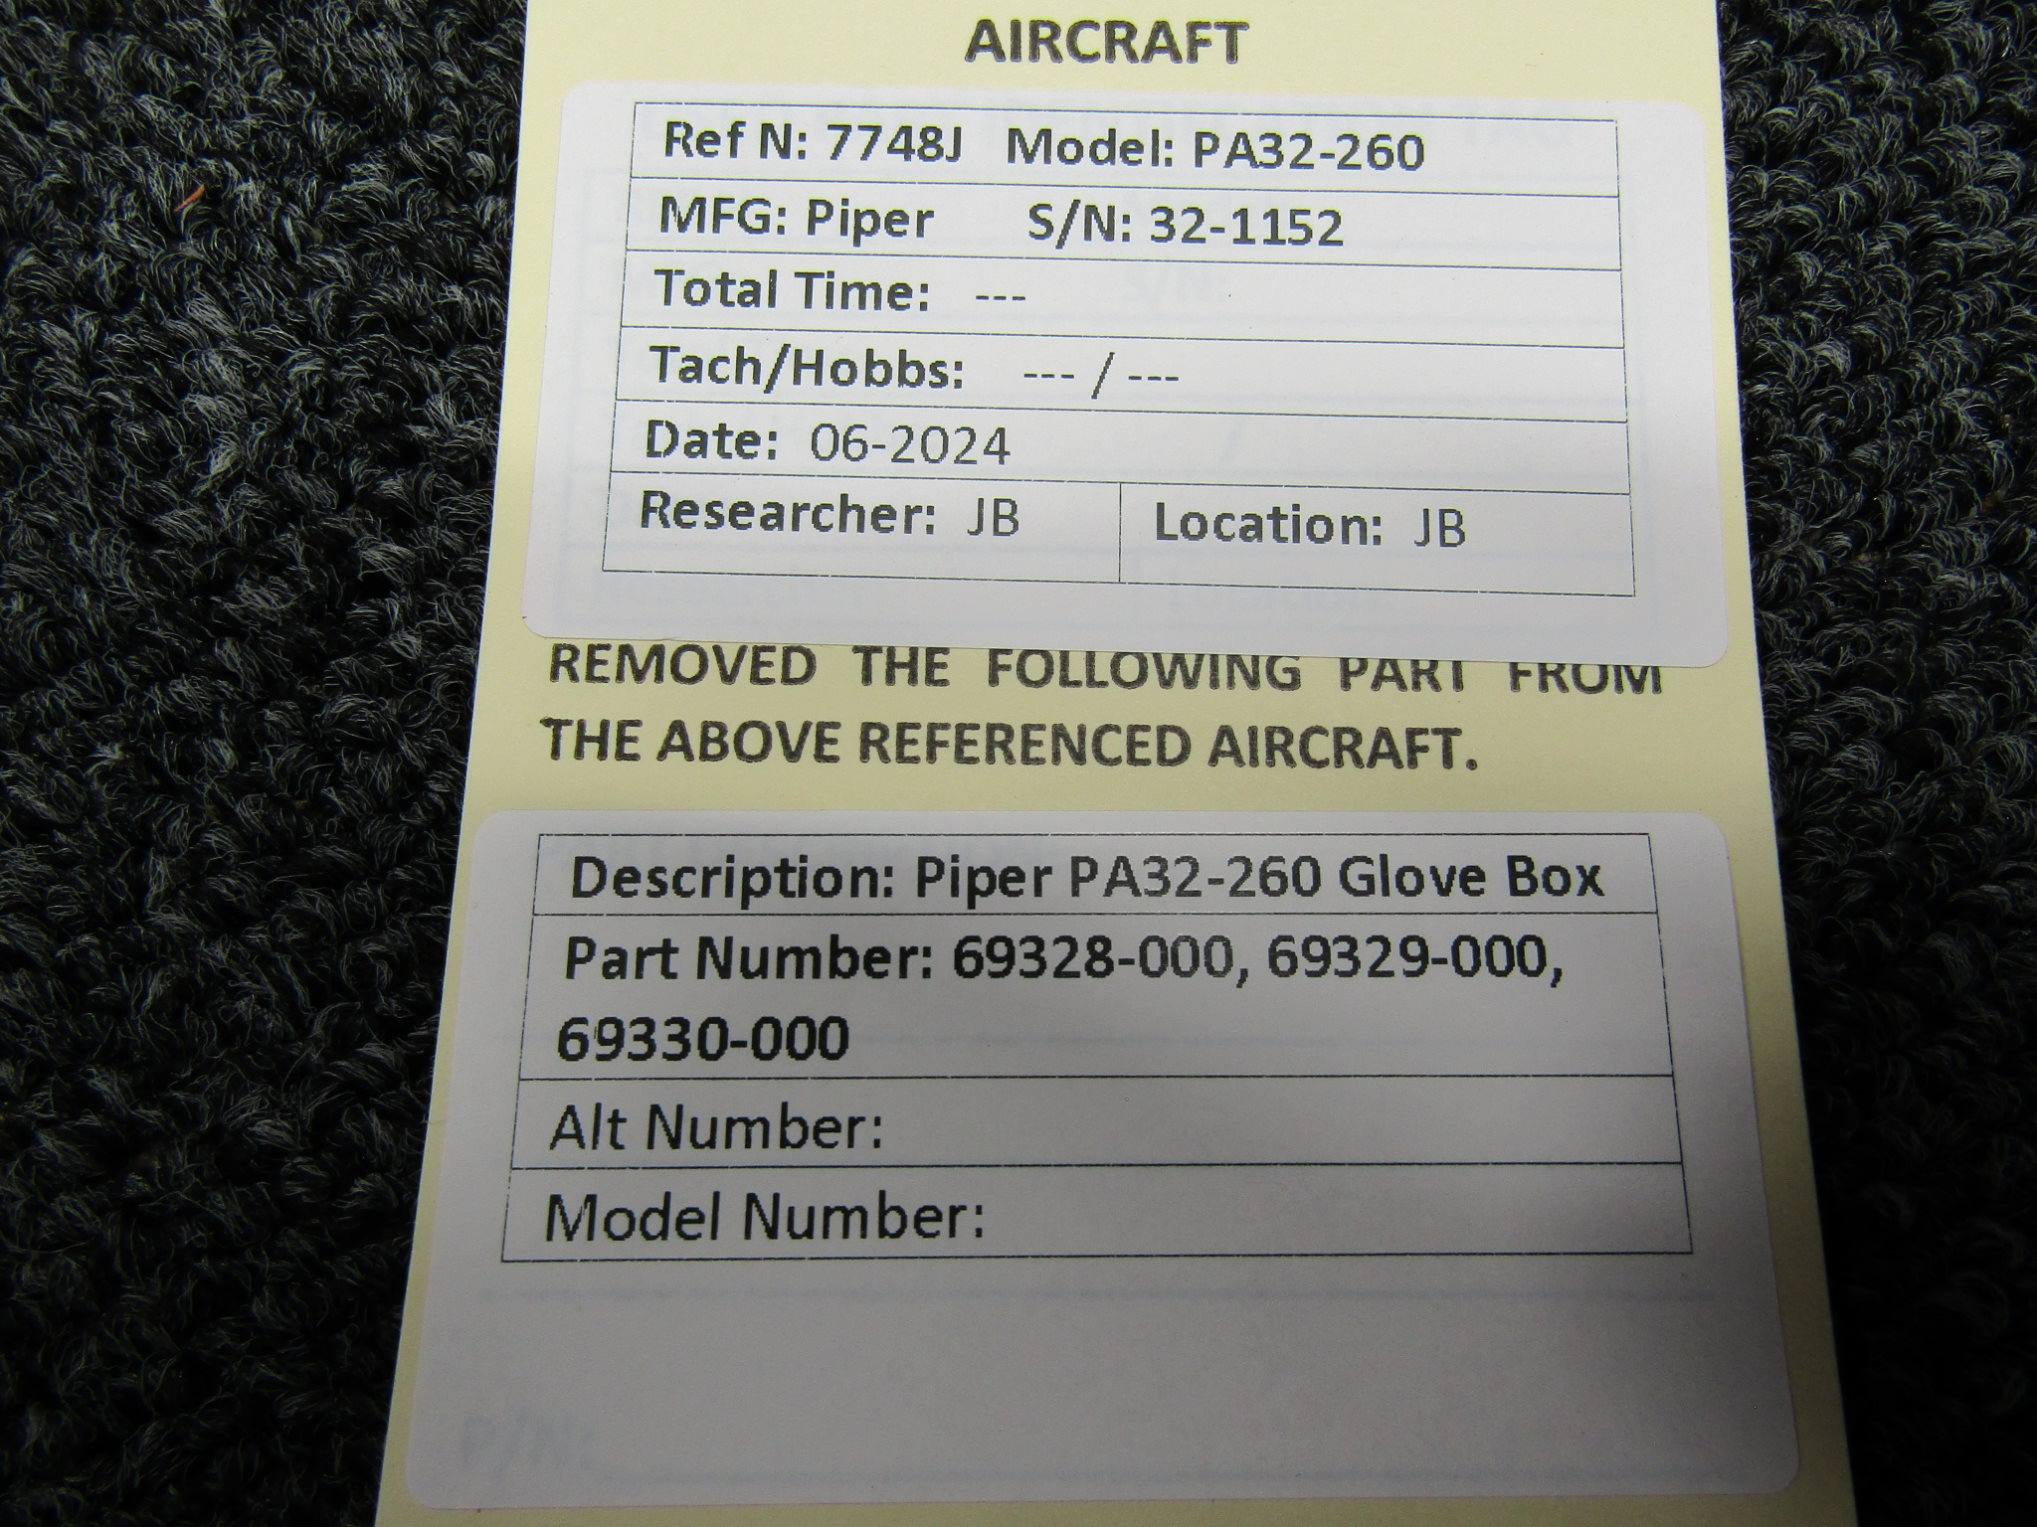 AIRCRAFT
Ref N: 7748J Model: PA32-260
MFG: Piper S/N: 32-1152
Total Time: ---
Tach/Hobbs: --- / ---
Date: 06-2024
Researcher: JB Location: JB
REMOVED THE FOLLOWING PART FROM
THE ABOVE REFERENCED AIRCRAFT.
Description: Piper PA32-260 Glove Box
Part Number: 69328-000, 69329-000,
69330-000
Alt Number:
Model Number:
P/N: